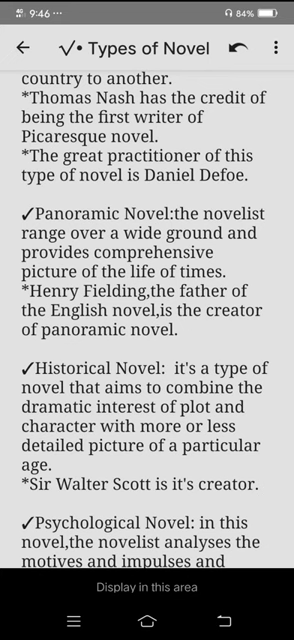 9:46 ···
84%
← √• Types of Novel
country to another.
*Thomas Nash has the credit of
being the first writer of
Picaresque novel.
*The great practitioner of this
type of novel is Daniel Defoe.
✓Panoramic Novel:the novelist
range over a wide ground and
provides comprehensive
picture of the life of times.
*Henry Fielding,the father of
the English novel,is the creator
of panoramic novel.
✓Historical Novel: it's a type of
novel that aims to combine the
dramatic interest of plot and
character with more or less
detailed picture of a particular
age.
*Sir Walter Scott is it's creator.
✓Psychological Novel: in this
novel,the novelist analyses the
motives and impulses and
Display in this area